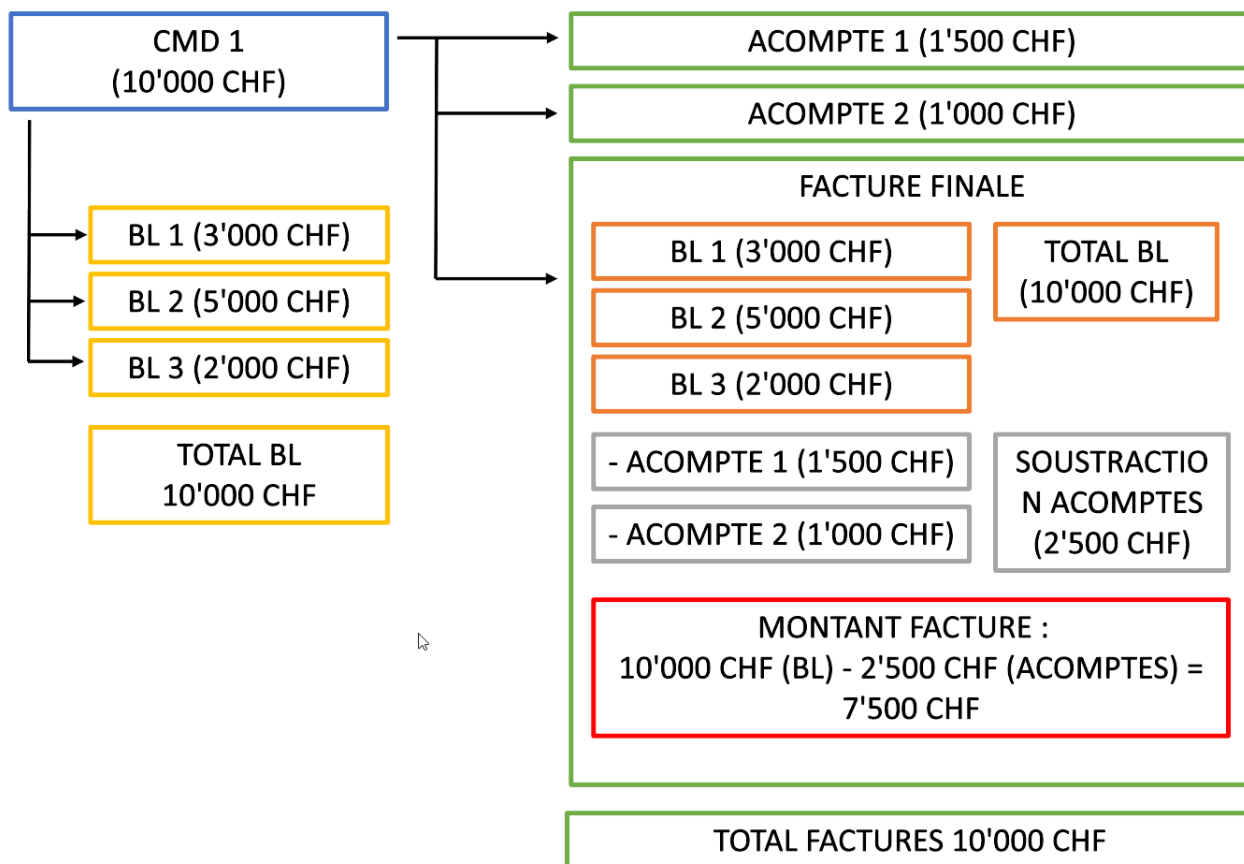 CMD 1
(10'000 CHF)
BL 1 (3'000 CHF)
BL 2 (5'000 CHF)
BL 3 (2'000 CHF)
TOTAL BL
10'000 CHF
ACOMPTE 1 (1'500 CHF)
ACOMPTE 2 (1'000 CHF)
FACTURE FINALE
BL 1 (3'000 CHF)
BL 2 (5'000 CHF)
BL 3 (2'000 CHF)
TOTAL BL
(10'000 CHF)
- ACOMPTE 1 (1'500 CHF)
- ACOMPTE 2 (1'000 CHF)
SOUSTRACTIO
N ACOMPTES
(2'500 CHF)
MONTANT FACTURE :
10'000 CHF (BL) - 2'500 CHF (ACOMPTES) =
7'500 CHF
TOTAL FACTURES 10'000 CHF